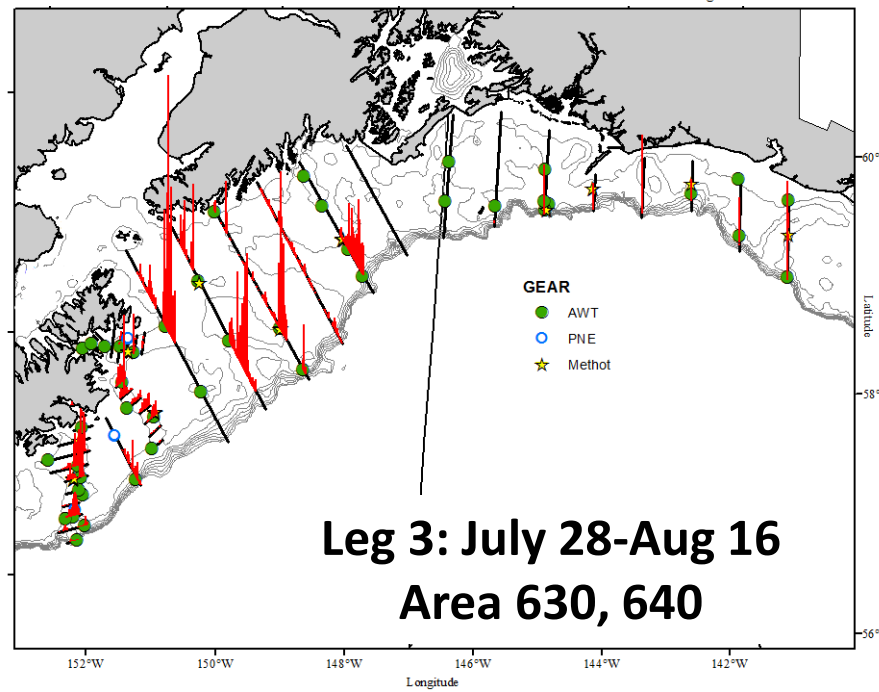 60°
GEAR
AWT
PNE
Methot
Latitude
58°
Leg 3: July 28-Aug 16
Area 630, 640
56°
152°W 150°W 148°W 146°W 144°W 142°W
Longitude